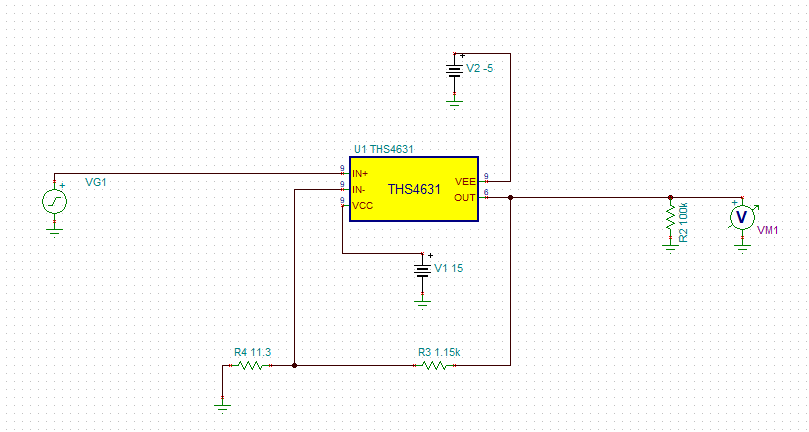 V2 -5
U1 THS4631
9
IN+
9
IN-
9
VCC
THS4631
VEE
9
OUT
6
VG1
R2 100k
V
VM1
V1 15
R4 11.3
R3 1.15k